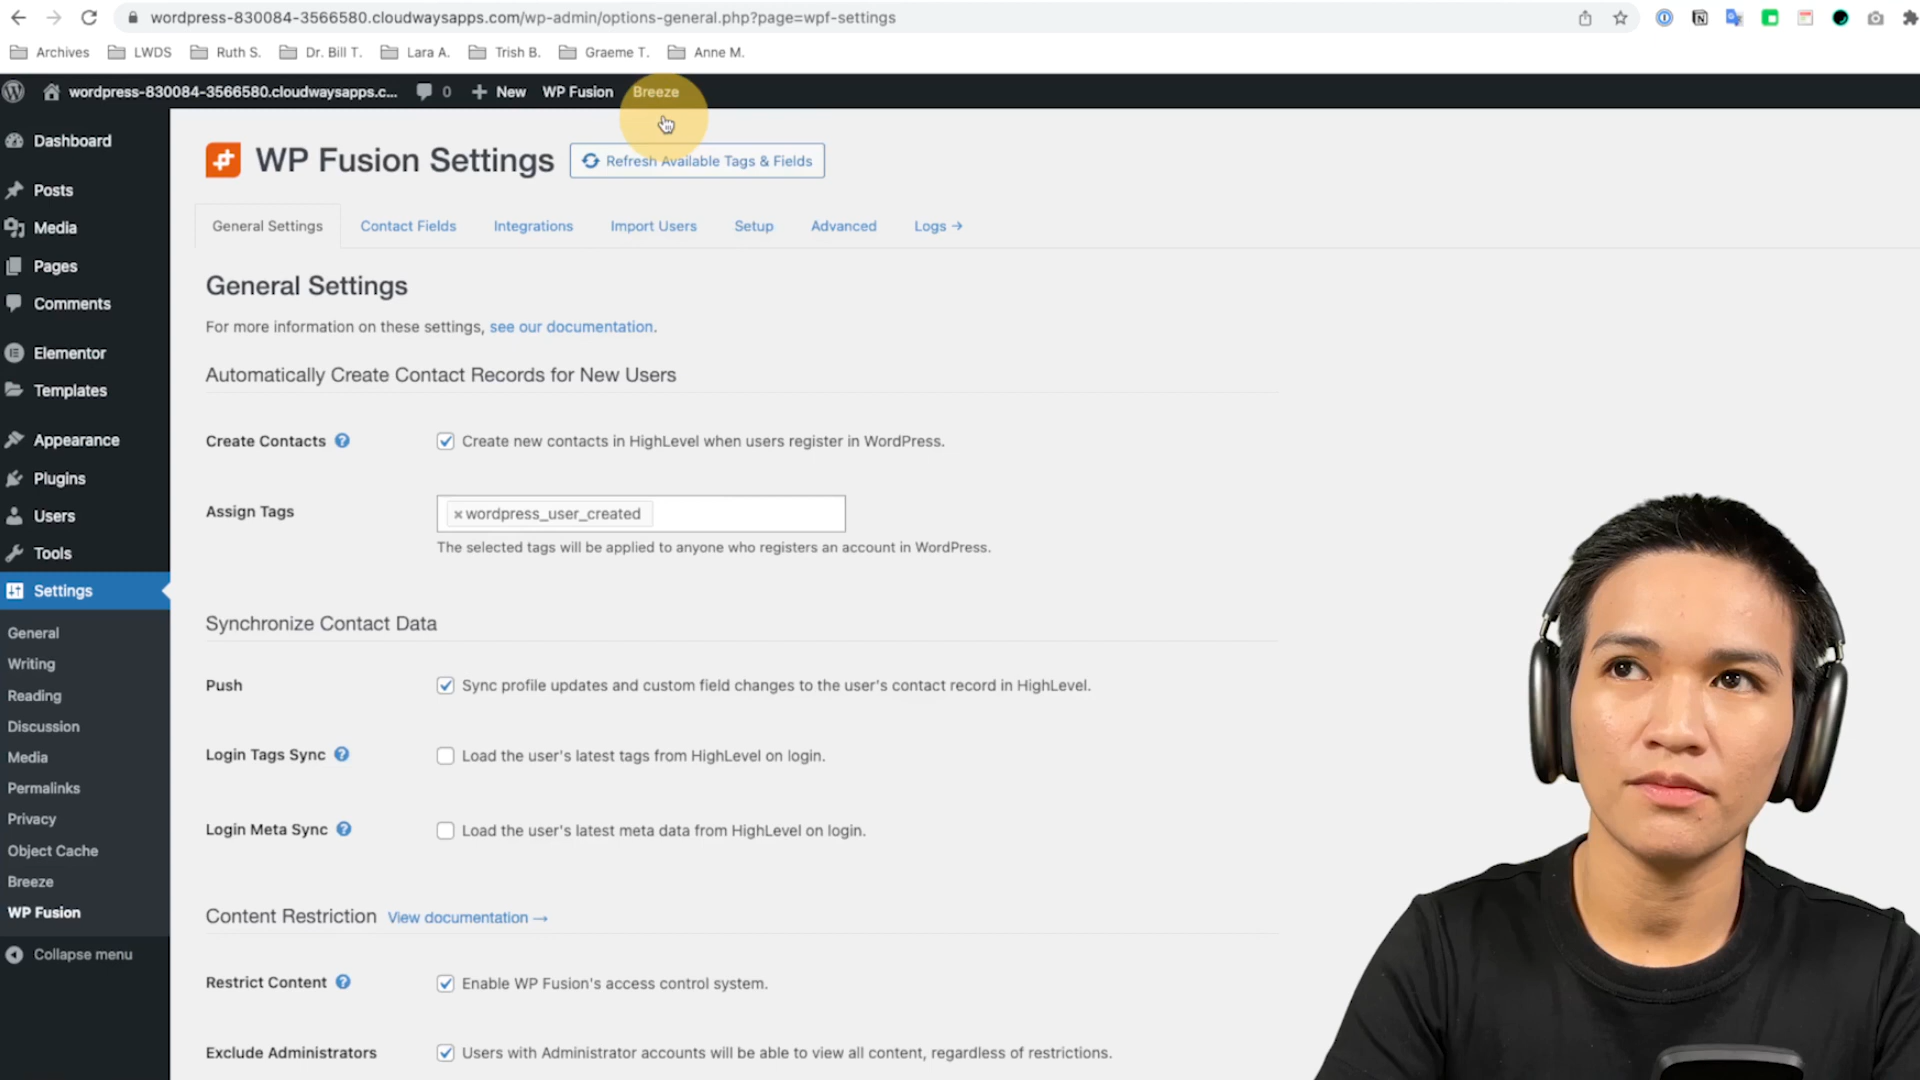 wordpress-830084-3566580.cloudwaysapps.com/wp-admin/options-general.php?page=wpf-settings
Archives LWDS Ruth S. Dr. Bill T. Lara A. Trish B. Graeme T. Anne M.
wordpress-830084-3566580.cloudwaysapps.c... 0 New WP Fusion Breeze
Dashboard
Posts
Media
Pages
Comments
Elementor
Templates
Appearance
Plugins
Users
Tools
Settings
General
Writing
Reading
Discussion
Media
Permalinks
Privacy
Object Cache
Breeze
WP Fusion
Collapse menu
WP Fusion Settings Refresh Available Tags & Fields
General Settings Contact Fields Integrations Import Users Setup Advanced Logs →
General Settings
For more information on these settings, see our documentation.
Automatically Create Contact Records for New Users
Create Contacts ? Create new contacts in HighLevel when users register in WordPress.
Assign Tags ×wordpress_user_created
The selected tags will be applied to anyone who registers an account in WordPress.
Synchronize Contact Data
Push Sync profile updates and custom field changes to the user's contact record in HighLevel.
Login Tags Sync ? Load the user's latest tags from HighLevel on login.
Login Meta Sync ? Load the user's latest meta data from HighLevel on login.
Content Restriction View documentation →
Restrict Content ? Enable WP Fusion's access control system.
Exclude Administrators Users with Administrator accounts will be able to view all content, regardless of restrictions.